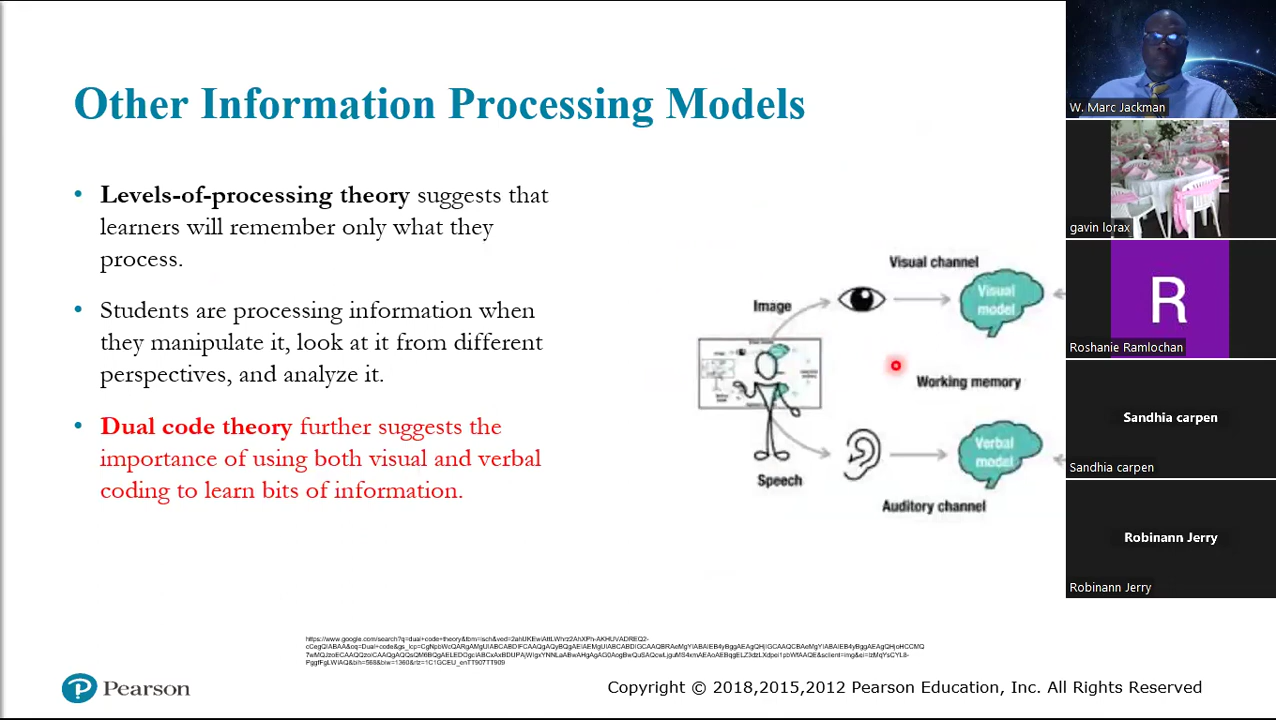 Other Information Processing Models
Levels-of-processing theory suggests that
learners will remember only what they
process.
Students are processing information when
they manipulate it, look at it from different
perspectives, and analyze it.
Dual code theory further suggests the
importance of using both visual and verbal
coding to learn bits of information.
Visual channel
Image
Visual
model
Working memory
Verbal
model
Speech
Auditory channel
Pearson
Copyright © 2018,2015,2012 Pearson Education, Inc. All Rights Reserved
W. Marc Jackman
gavin lorax
R
Roshanie Ramlochan
Sandhia carpen
Sandhia carpen
Robinann Jerry
Robinann Jerry